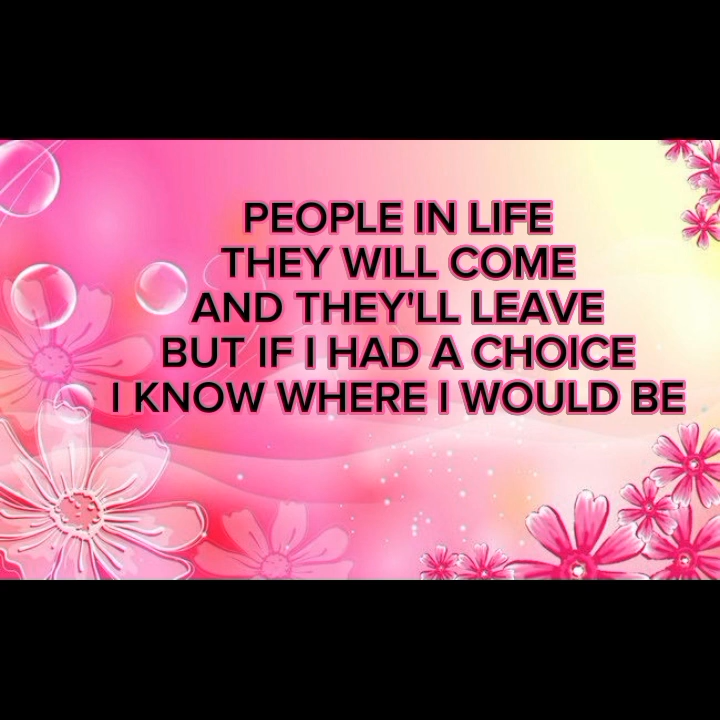 PEOPLE IN LIFE
THEY WILL COME
AND THEY'LL LEAVE
BUT IF I HAD A CHOICE
I KNOW WHERE I WOULD BE